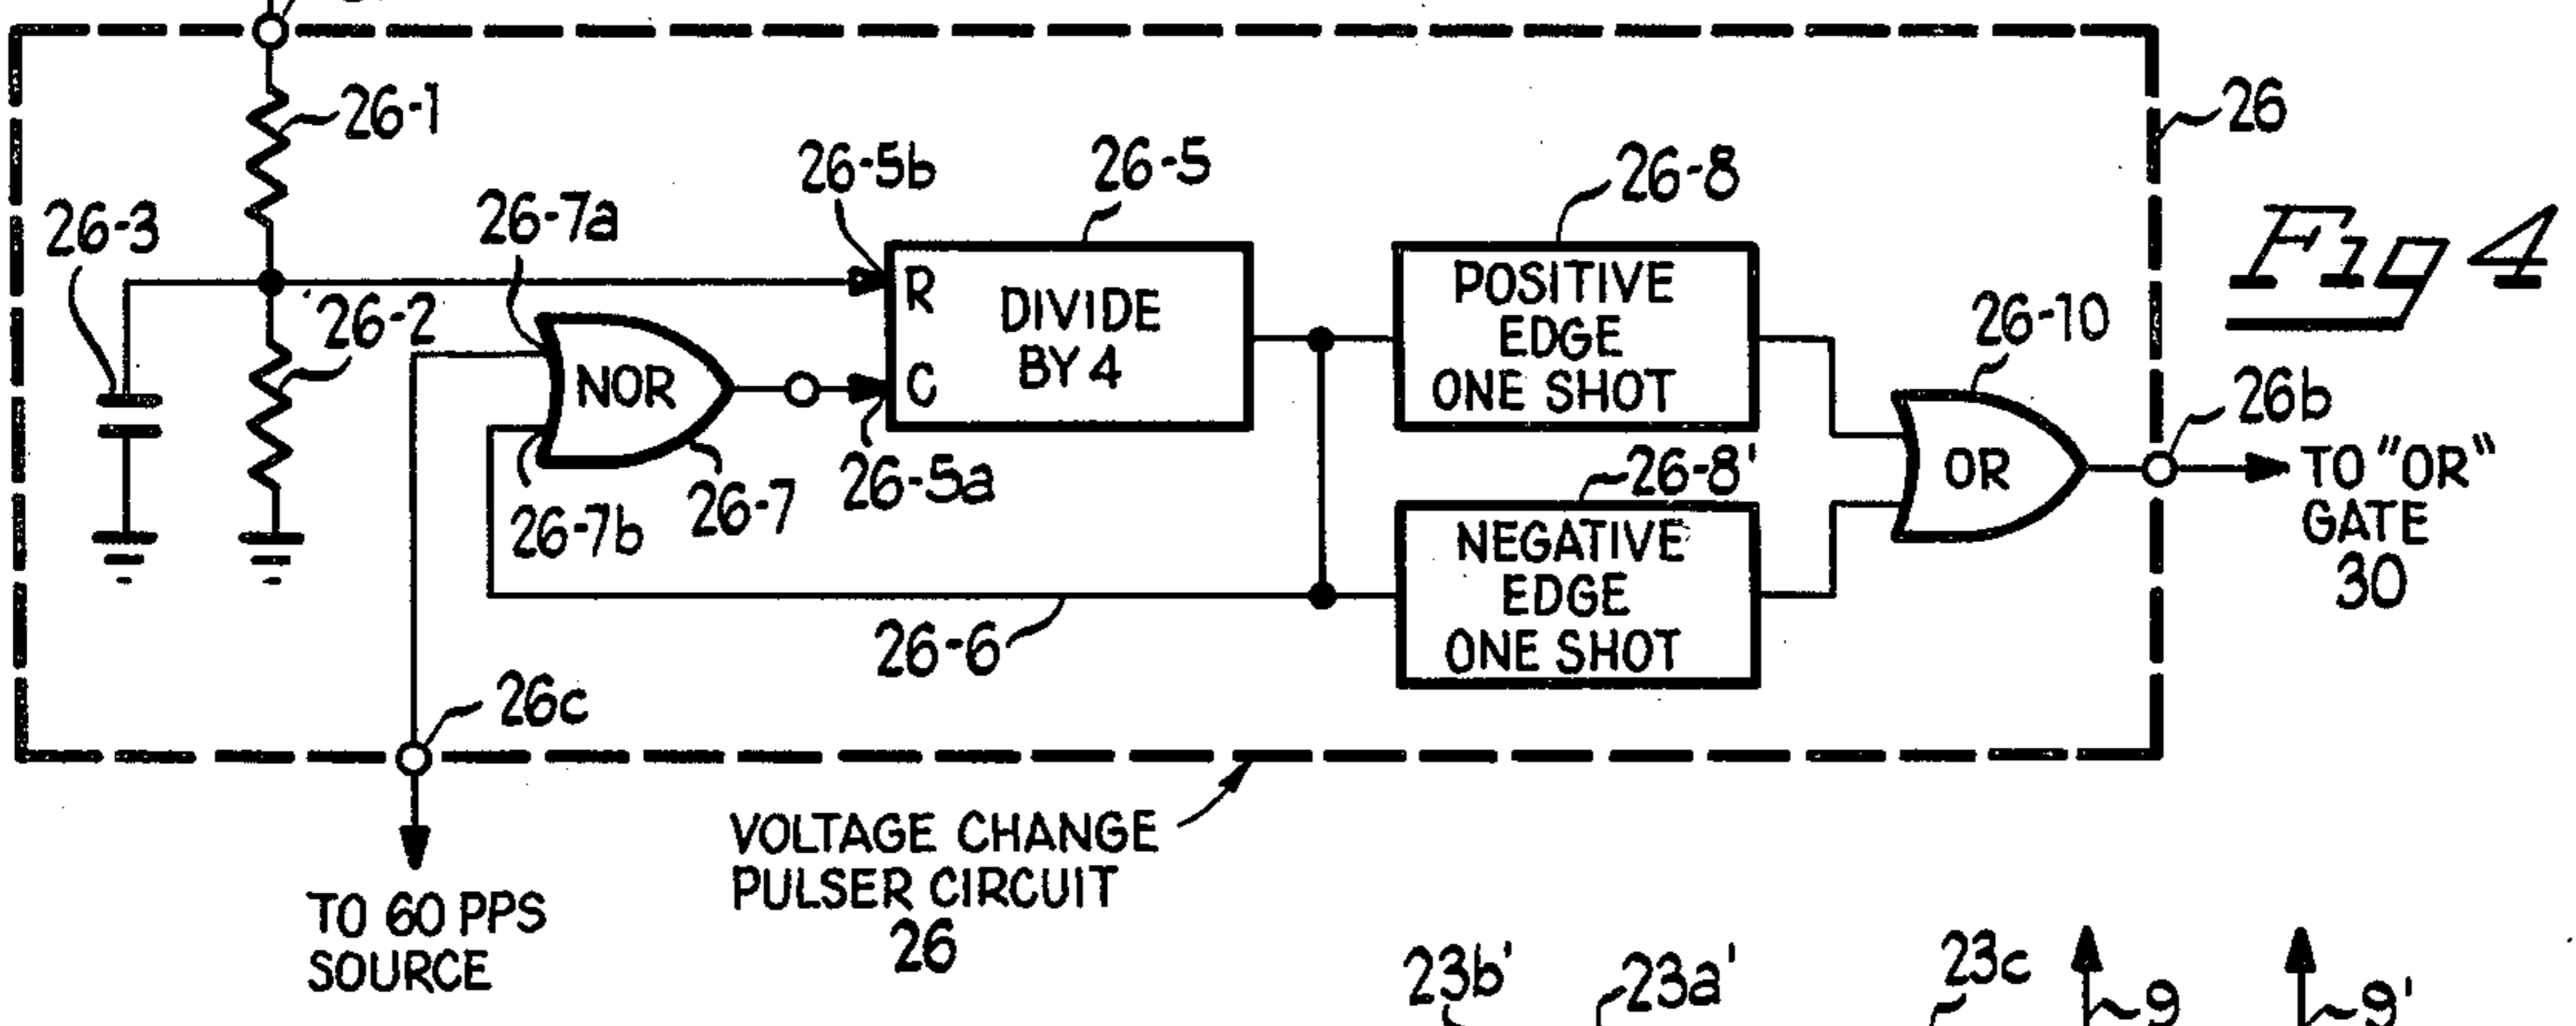 26-1
26
26-5b
26-5
26-8
26-3
26-7a
Fig 4
R
DIVIDE
BY 4
C
POSITIVE
EDGE
ONE SHOT
26-2
26-10
NOR
26b
OR
TO "OR"
GATE
30
26-5a
26-8'
26-7b
26-7
NEGATIVE
EDGE
ONE SHOT
26-6
26c
VOLTAGE CHANGE
PULSER CIRCUIT
26
TO 60 PPS
SOURCE
23b'
23a'
23c
9
9'